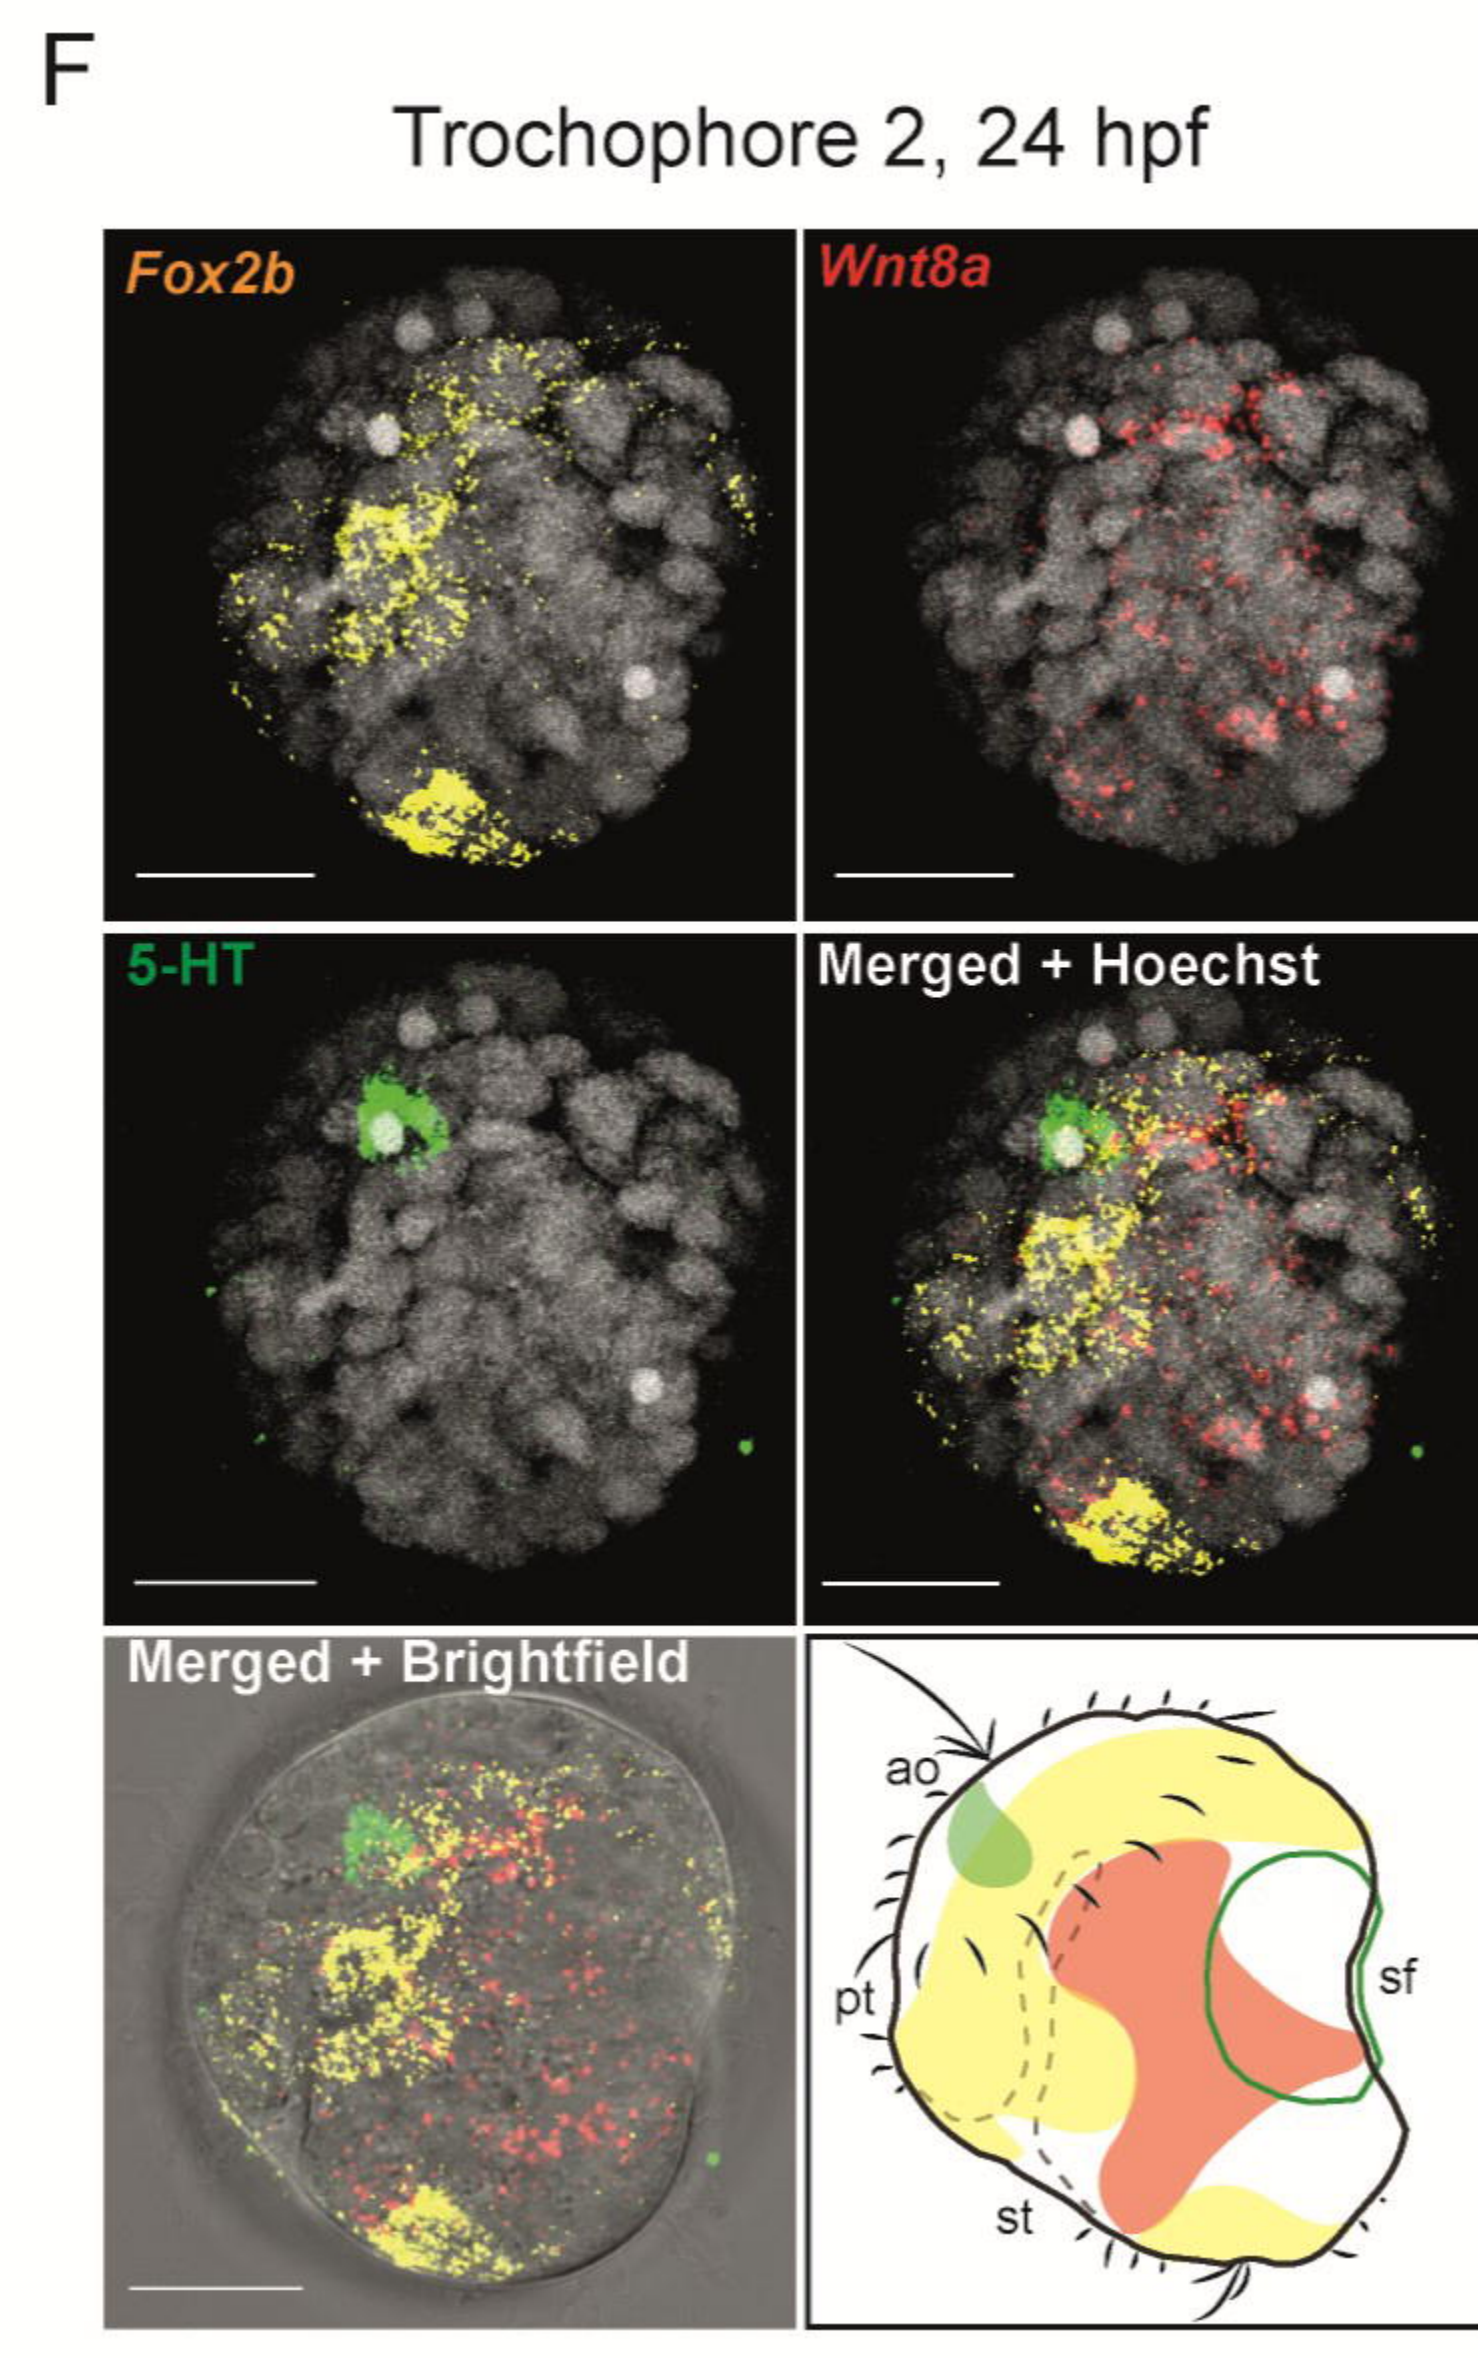 F
Trochophore 2, 24 hpf
Fox2b
Wnt8a
5-HT
Merged + Hoechst
Merged + Brightfield
ao
pt
sf
st